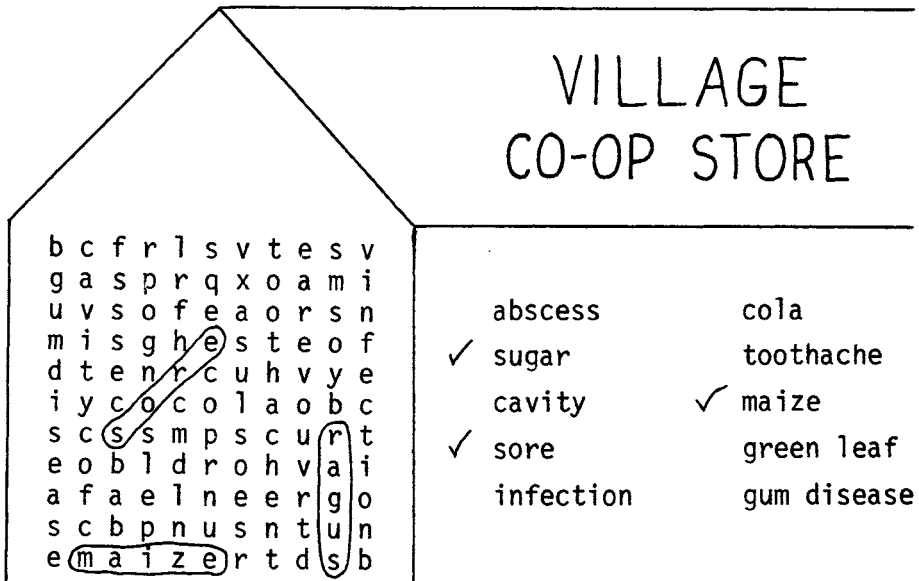 VILLAGE
CO-OP STORE
b c f r l s v t e s v
g a s p r q x o a m i
u v s o f e a o r s n
m i s g h e s t e o f
d t e n r c u h v y e
i y c o c o l a o b c
s c s s m p s c u r t
e o b l d r o h v a i
a f a e l n e e r g o
s c b p n u s n t u n
e m a i z e r t d s b
abscess cola
✓ sugar toothache
cavity ✓ maize
✓ sore green leaf
infection gum disease